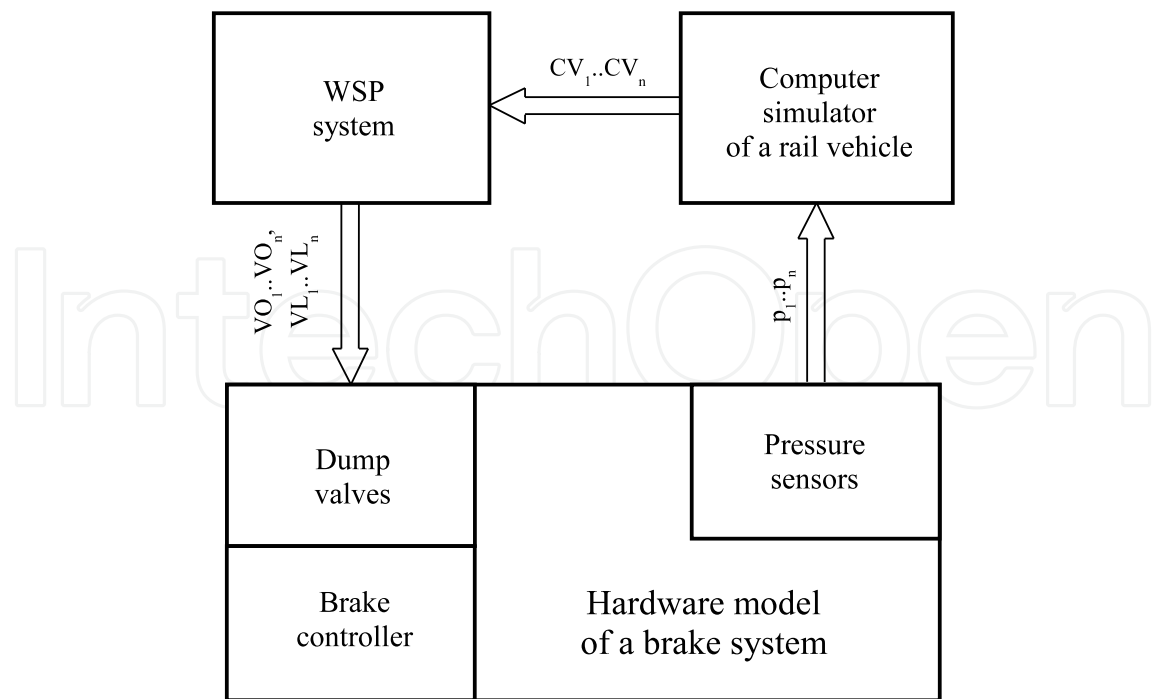 WSP
system
CV₁..CVₙ
Computer
simulator
of a rail vehicle
VO₁..VOₙ,
VL₁..VLₙ
p₁..pₙ
IntechOpen
Dump
valves
Pressure
sensors
Brake
controller
Hardware model
of a brake system